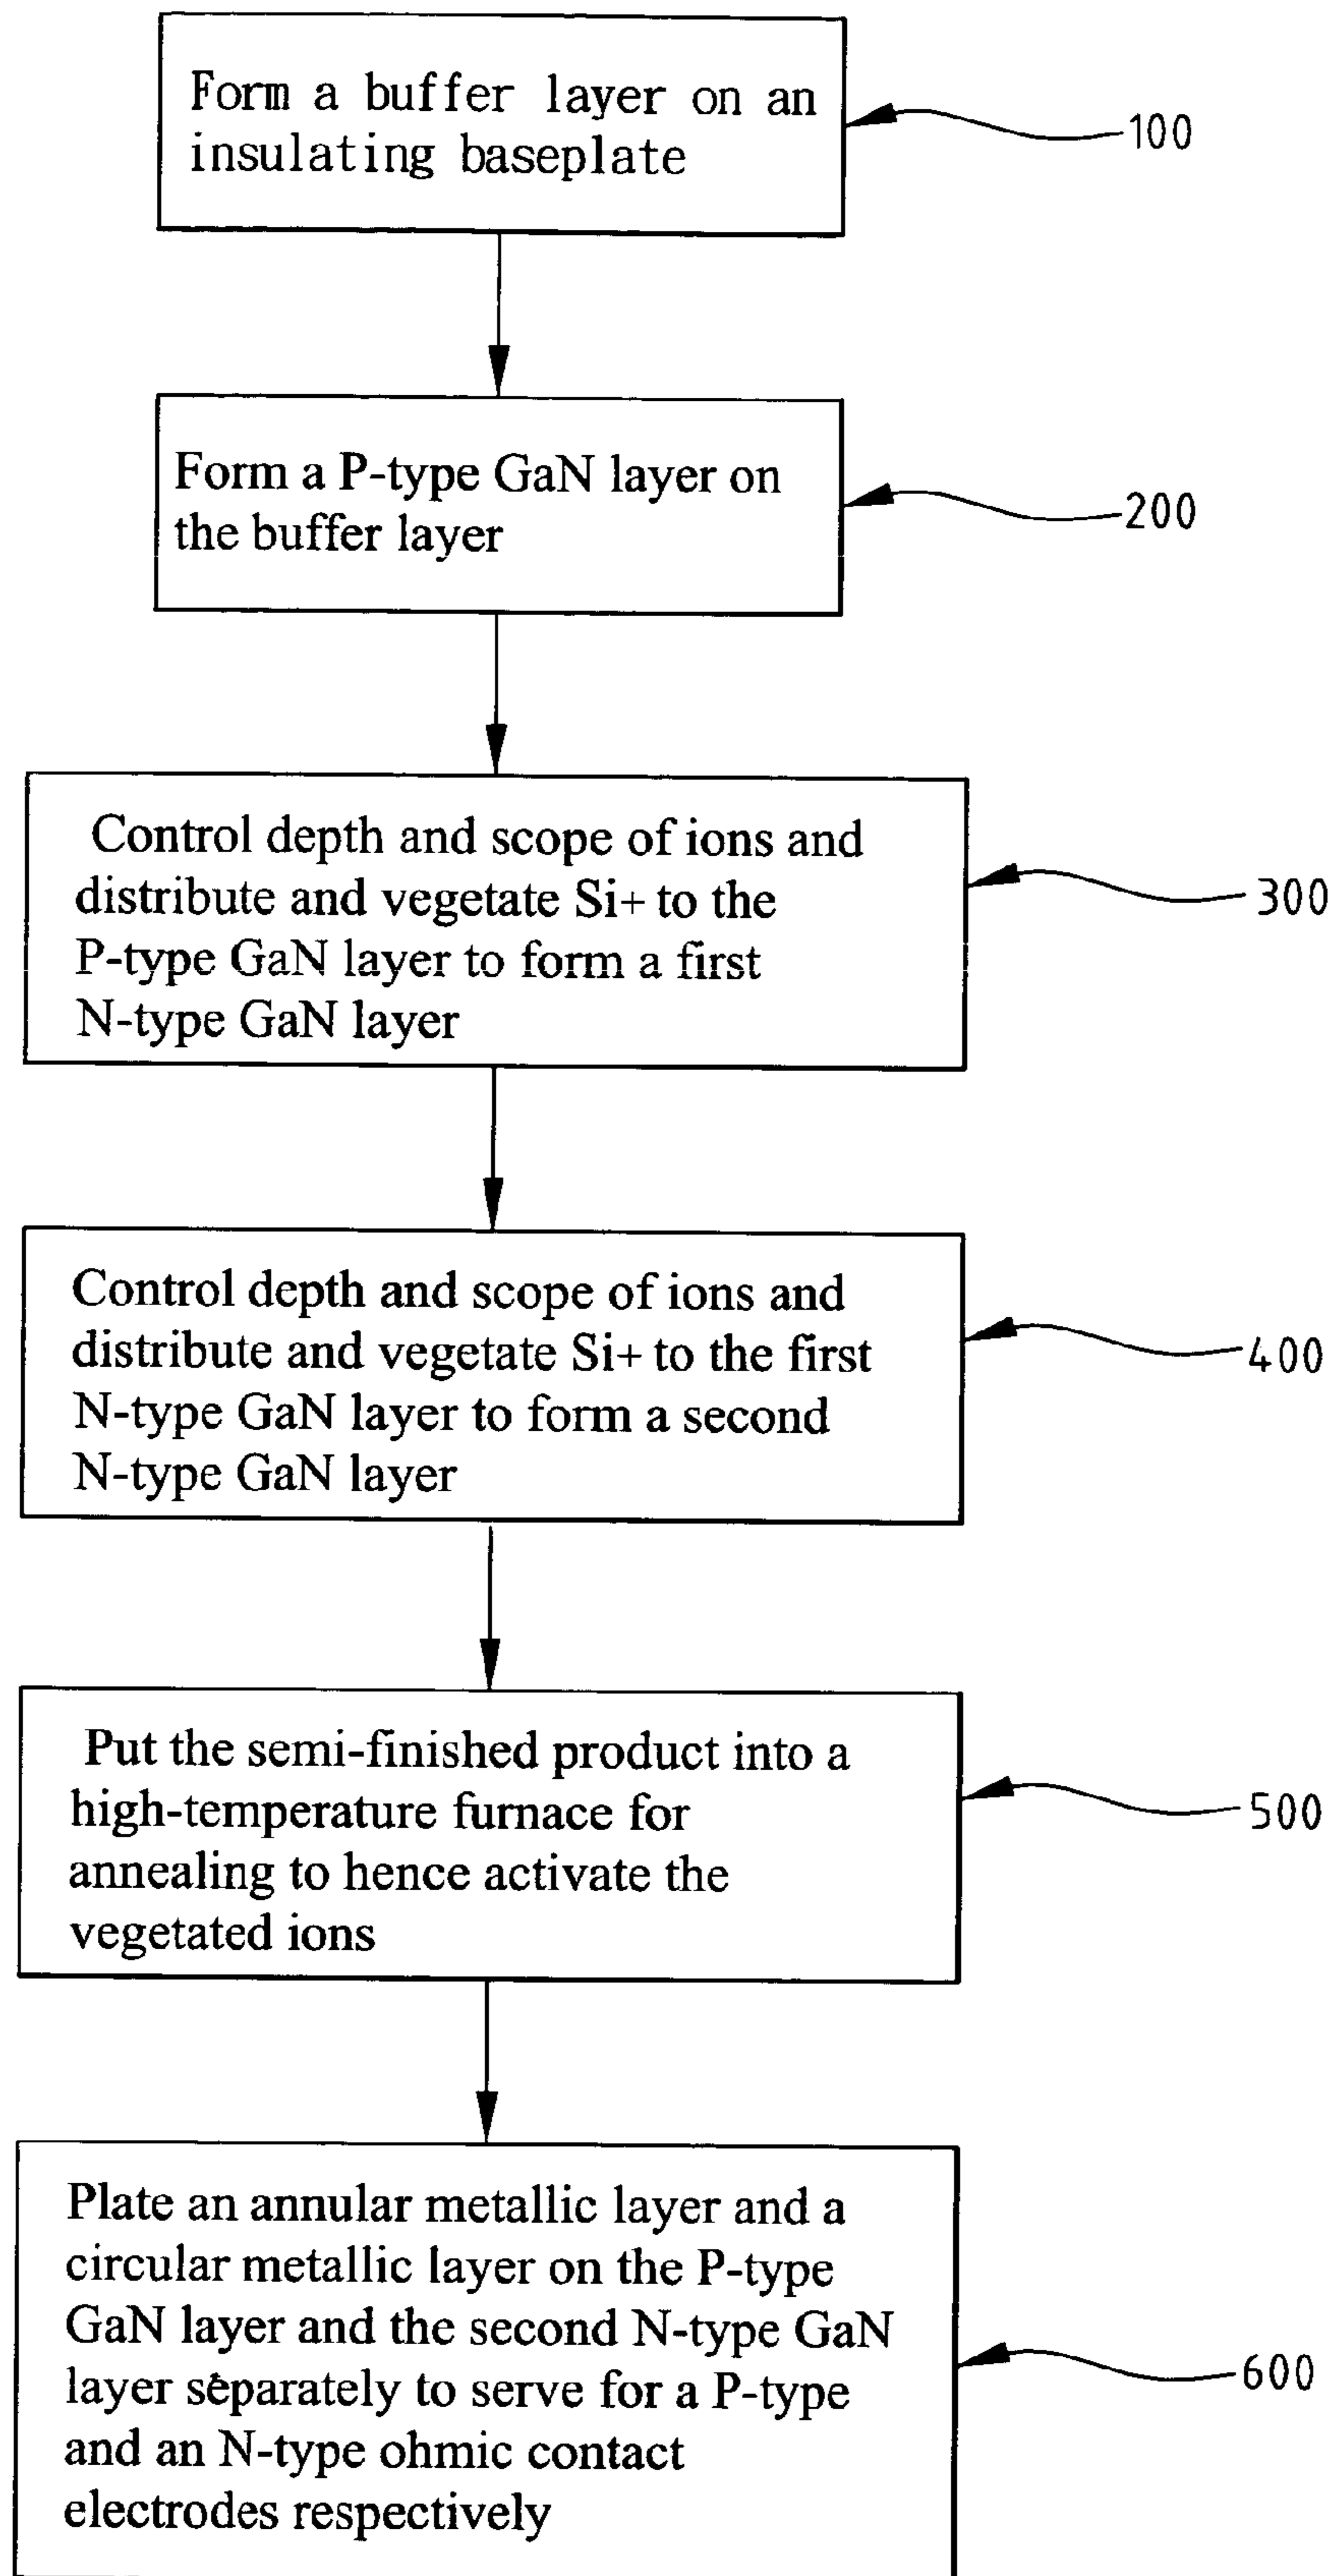 Form a buffer layer on an
insulating baseplate
100
Form a P-type GaN layer on
the buffer layer
200
Control depth and scope of ions and
distribute and vegetate Si+ to the
P-type GaN layer to form a first
N-type GaN layer
300
Control depth and scope of ions and
distribute and vegetate Si+ to the first
N-type GaN layer to form a second
N-type GaN layer
400
Put the semi-finished product into a
high-temperature furnace for
annealing to hence activate the
vegetated ions
500
Plate an annular metallic layer and a
circular metallic layer on the P-type
GaN layer and the second N-type GaN
layer separately to serve for a P-type
and an N-type ohmic contact
electrodes respectively
600